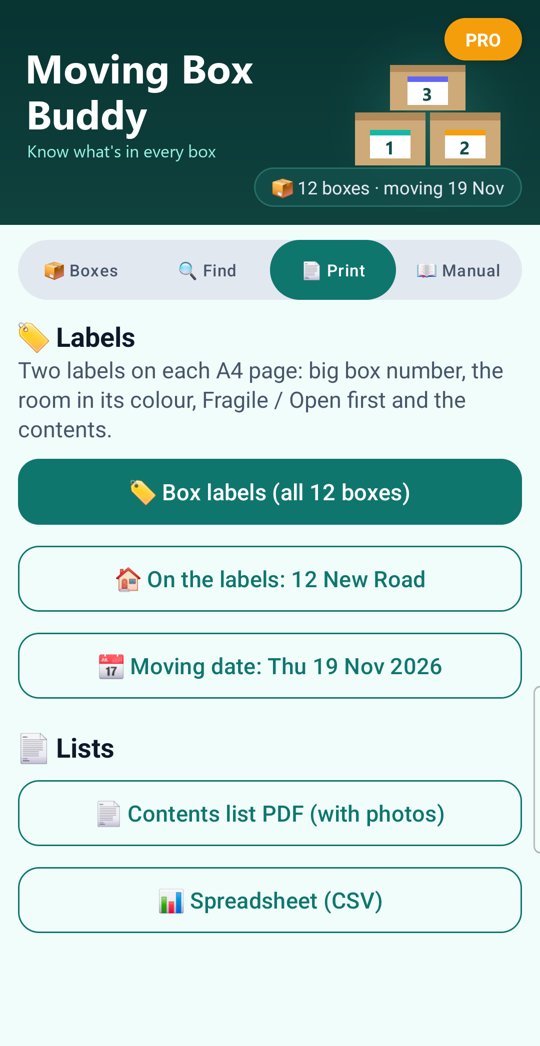 PRO
Moving Box
Buddy
Know what's in every box
3
1
2
📦 12 boxes · moving 19 Nov
📦 Boxes
🔍 Find
📄 Print
📖 Manual
🏷️ Labels
Two labels on each A4 page: big box number, the
room in its colour, Fragile / Open first and the
contents.
🏷️ Box labels (all 12 boxes)
🏠 On the labels: 12 New Road
📅 Moving date: Thu 19 Nov 2026
📄 Lists
📄 Contents list PDF (with photos)
📊 Spreadsheet (CSV)